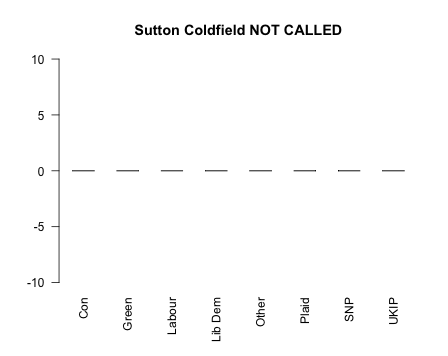 Sutton Coldfield NOT CALLED
10
5
0
-5
-10
Con
Green
Labour
Lib Dem
Other
Plaid
SNP
UKIP